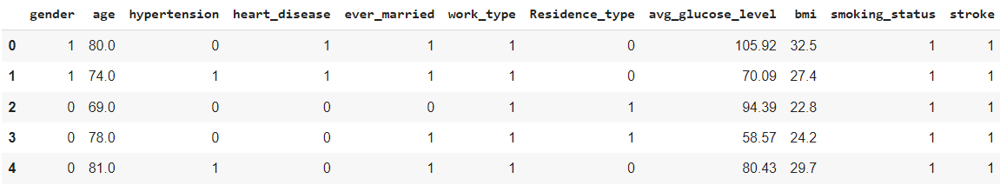 gender age hypertension heart_disease ever_married work_type Residence_type avg_glucose_level bmi smoking_status stroke
0 1 80.0 0 1 1 1 0 105.92 32.5 1 1
1 1 74.0 1 1 1 1 0 70.09 27.4 1 1
2 0 69.0 0 0 0 1 1 94.39 22.8 1 1
3 0 78.0 0 0 1 1 1 58.57 24.2 1 1
4 0 81.0 1 0 1 1 0 80.43 29.7 1 1